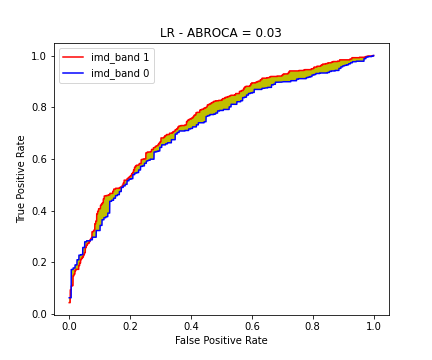 LR - ABROCA = 0.03
imd_band 1
imd_band 0
True Positive Rate
1.0
0.8
0.6
0.4
0.2
0.0
0.0 0.2 0.4 0.6 0.8 1.0
False Positive Rate